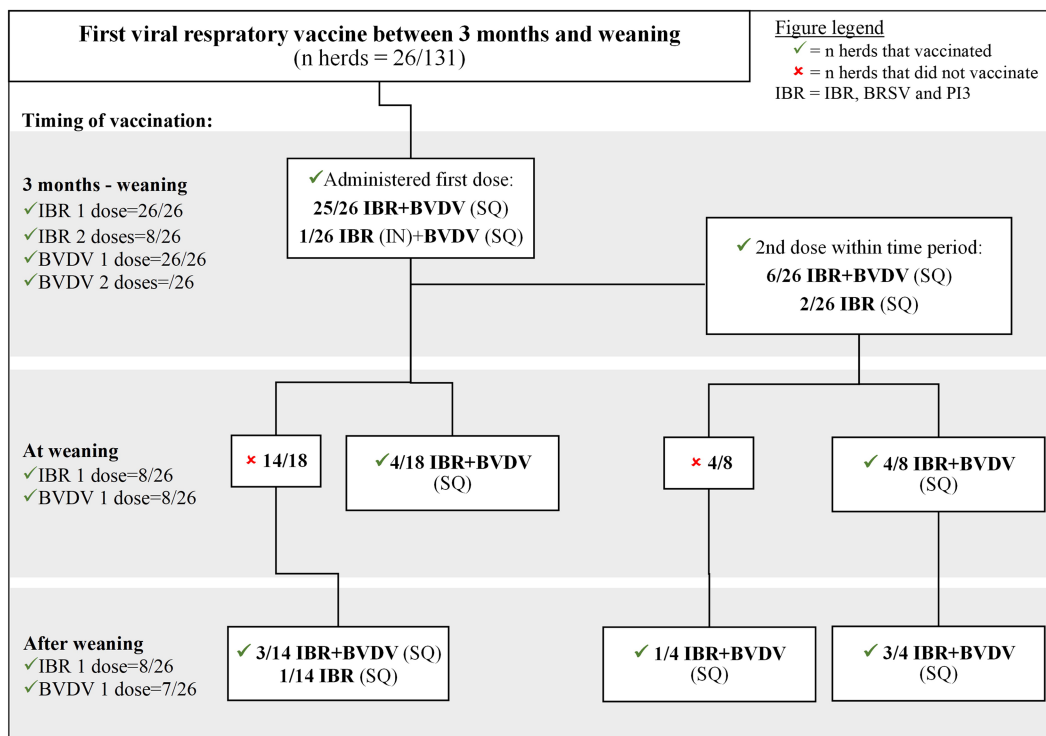 First viral respratory vaccine between 3 months and weaning
(n herds = 26/131)
Figure legend
✓ = n herds that vaccinated
✘ = n herds that did not vaccinate
IBR = IBR, BRSV and PI3
Timing of vaccination:
3 months - weaning
✓IBR 1 dose=26/26
✓IBR 2 doses=8/26
✓BVDV 1 dose=26/26
✓BVDV 2 doses=/26
✓Administered first dose:
25/26 IBR+BVDV (SQ)
1/26 IBR (IN)+BVDV (SQ)
✓ 2nd dose within time period:
6/26 IBR+BVDV (SQ)
2/26 IBR (SQ)
At weaning
✓IBR 1 dose=8/26
✓BVDV 1 dose=8/26
✘ 14/18
✓4/18 IBR+BVDV
(SQ)
✘ 4/8
✓ 4/8 IBR+BVDV
(SQ)
After weaning
✓IBR 1 dose=8/26
✓BVDV 1 dose=7/26
✓ 3/14 IBR+BVDV (SQ)
1/14 IBR (SQ)
✓ 1/4 IBR+BVDV
(SQ)
✓ 3/4 IBR+BVDV
(SQ)